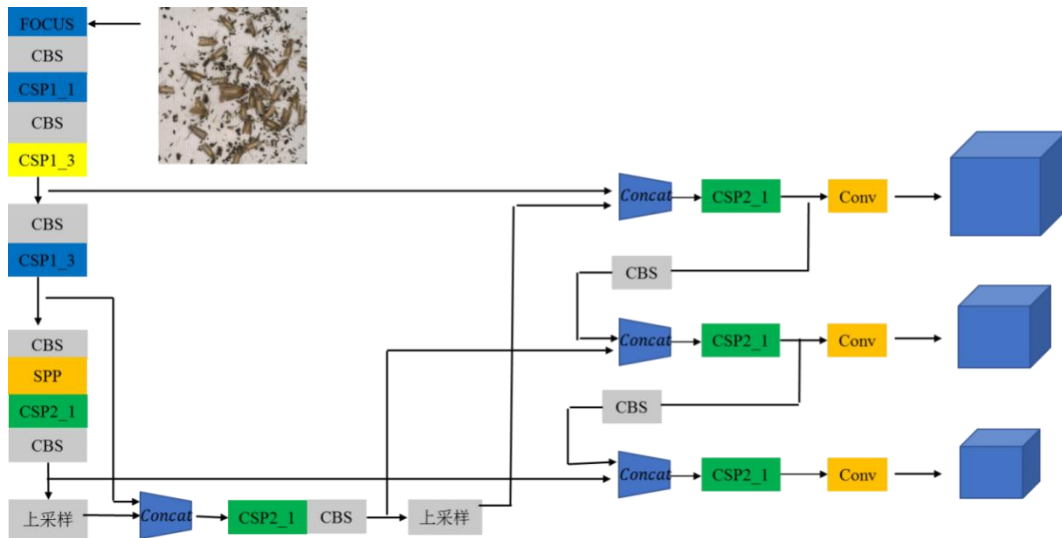 FOCUS
CBS
CSP1_1
CBS
CSP1_3
CBS
CSP1_3
CBS
SPP
CSP2_1
CBS
上采样
Concat
CSP2_1
CBS
上采样
Concat
CSP2_1
Conv
CBS
Concat
CSP2_1
Conv
CBS
Concat
CSP2_1
Conv